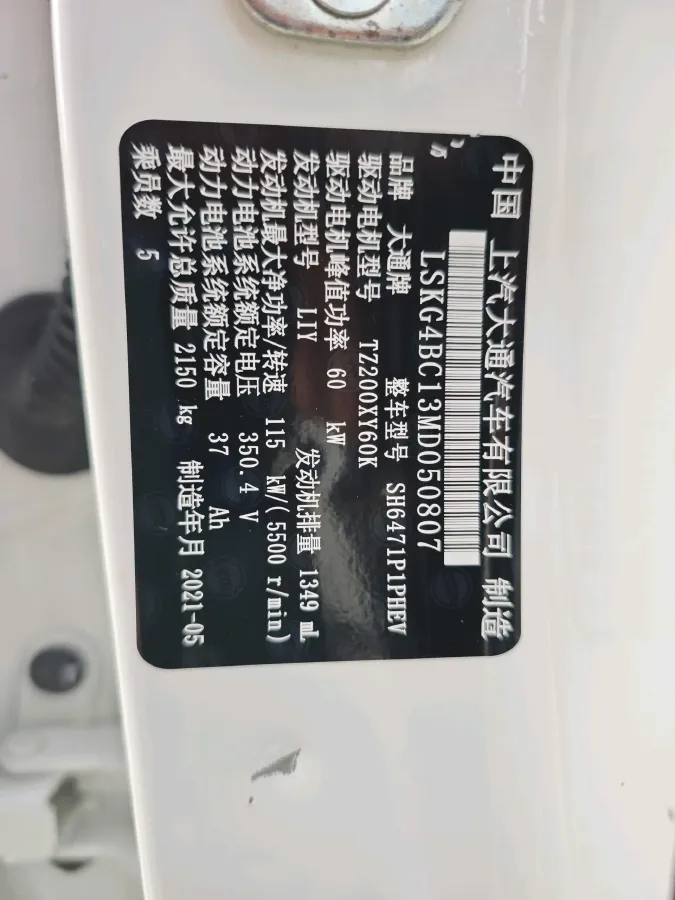 中国 上汽大通汽车有限公司 制造
LSKG4BC13MD050807
品牌 大通牌 整车型号 SH6471P1PHEV
驱动电机型号 TZ200XY60K
驱动电机峰值功率 60 kW
发动机型号 LIY 发动机排量 1349 mL
发动机最大净功率/转速 115 kW/(5500 r/min)
动力电池系统额定电压 350.4 V
动力电池系统额定容量 37 Ah
最大允许总质量 2150 kg 制造年月 2021-05
乘员数 5